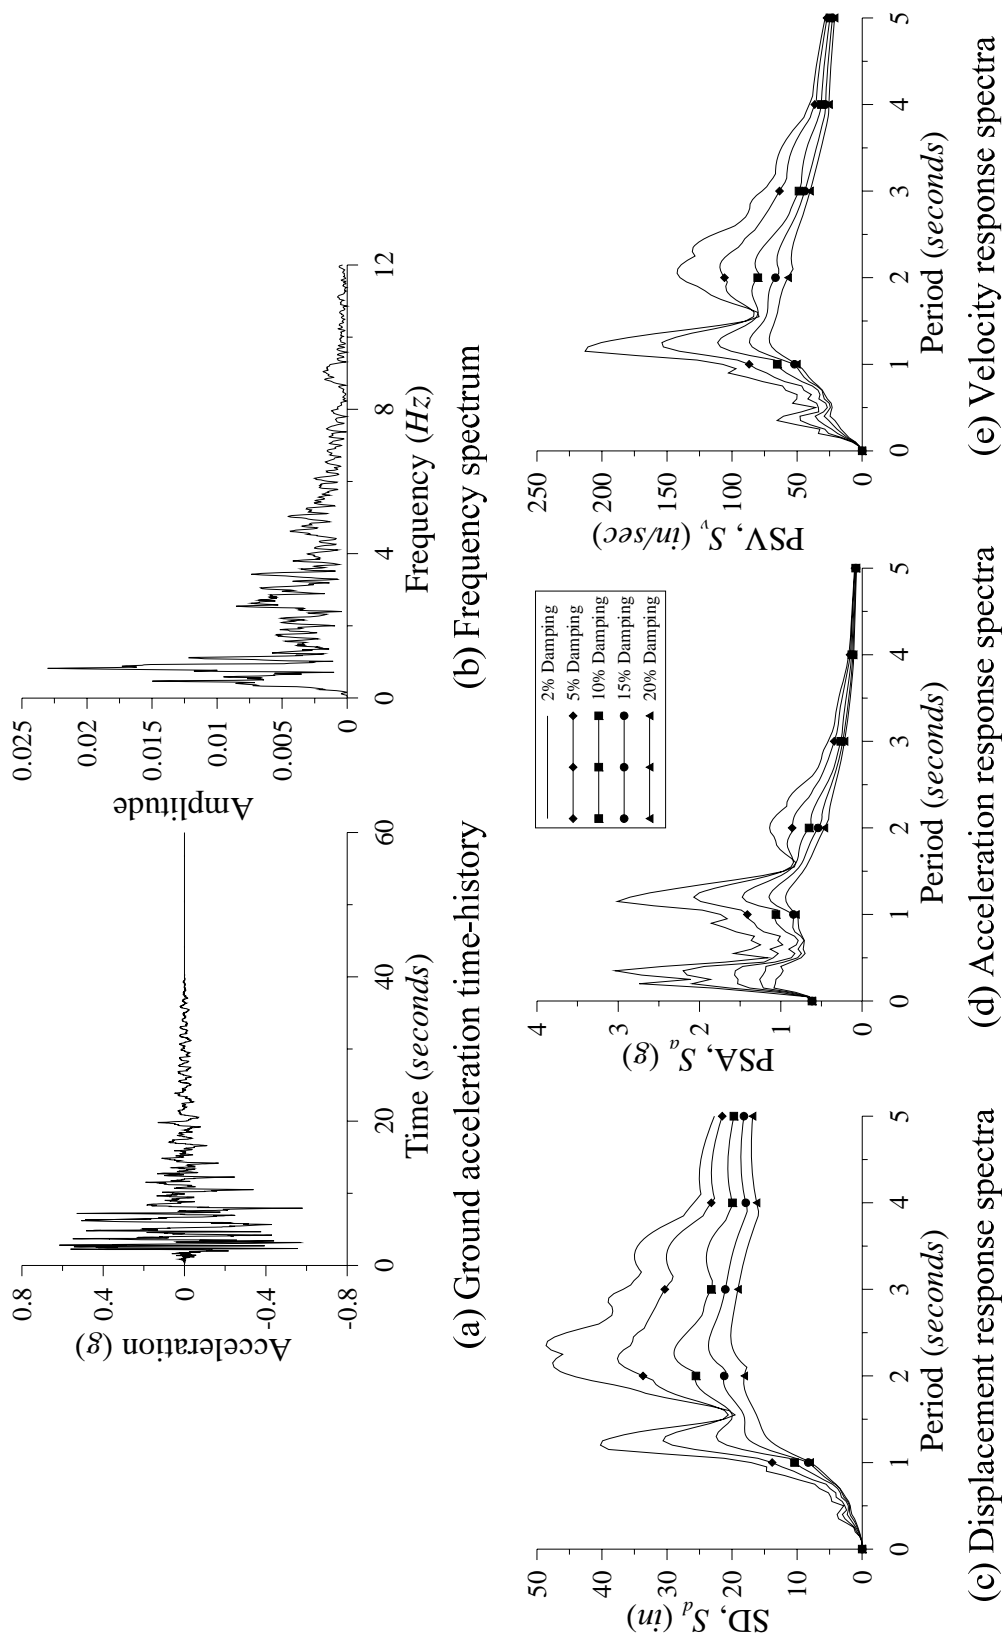 0.8
0.4
0
-0.4
-0.8
Acceleration (g)
0
20
40
60
Time (seconds)
(a) Ground acceleration time-history
0.025
0.02
0.015
0.01
0.005
0
Amplitude
0
4
8
12
Frequency (Hz)
(b) Frequency spectrum
50
40
30
20
10
0
SD, Sd (in)
0
1
2
3
4
5
Period (seconds)
(c) Displacement response spectra
4
3
2
1
0
PSA, Sa (g)
2% Damping
5% Damping
10% Damping
15% Damping
20% Damping
0
1
2
3
4
5
Period (seconds)
(d) Acceleration response spectra
250
200
150
100
50
0
PSV, Sv (in/sec)
0
1
2
3
4
5
Period (seconds)
(e) Velocity response spectra